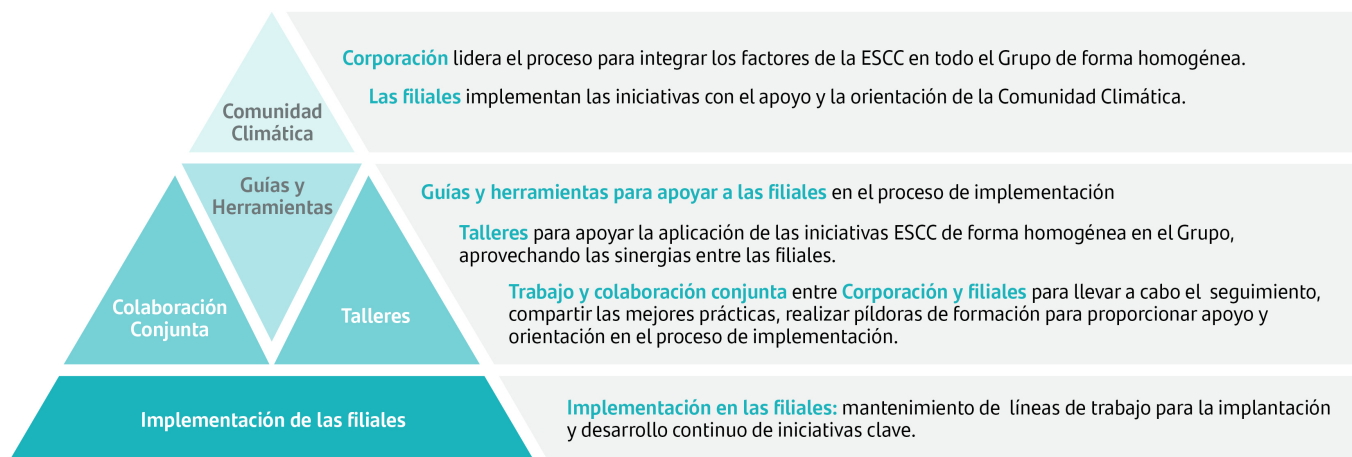 Comunidad
Climática
Corporación lidera el proceso para integrar los factores de la ESCC en todo el Grupo de forma homogénea.
Las filiales implementan las iniciativas con el apoyo y la orientación de la Comunidad Climática.
Guías y
Herramientas
Colaboración
Conjunta
Talleres
Guías y herramientas para apoyar a las filiales en el proceso de implementación
Talleres para apoyar la aplicación de las iniciativas ESCC de forma homogénea en el Grupo,
aprovechando las sinergias entre las filiales.
Trabajo y colaboración conjunta entre Corporación y filiales para llevar a cabo el seguimiento,
compartir las mejores prácticas, realizar píldoras de formación para proporcionar apoyo y
orientación en el proceso de implementación.
Implementación de las filiales
Implementación en las filiales: mantenimiento de líneas de trabajo para la implantación
y desarrollo continuo de iniciativas clave.